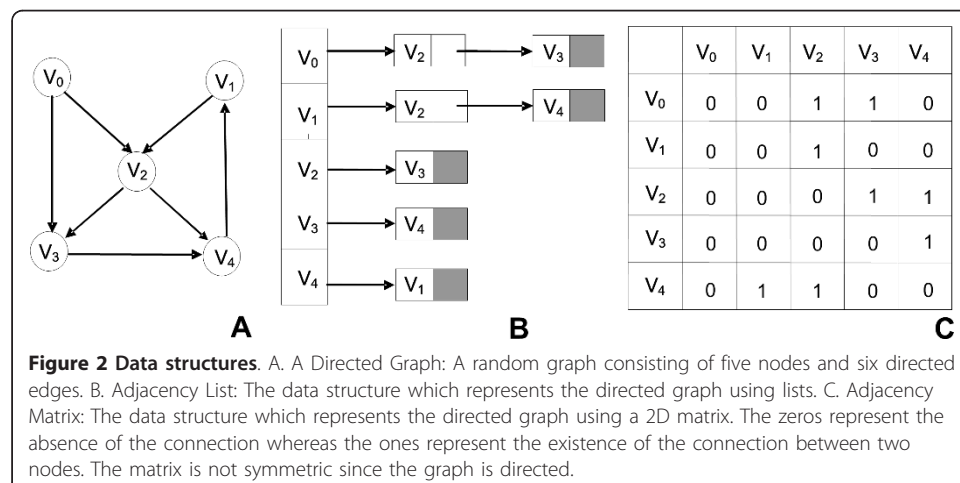 V₀
V₁
V₂
V₃
V₄
A
V₀ V₂ V₃
V₁ V₂ V₄
V₂ V₃
V₃ V₄
V₄ V₁
B
V₀ V₁ V₂ V₃ V₄
V₀ 0 0 1 1 0
V₁ 0 0 1 0 0
V₂ 0 0 0 1 1
V₃ 0 0 0 0 1
V₄ 0 1 1 0 0
C
Figure 2 Data structures. A. A Directed Graph: A random graph consisting of five nodes and six directed
edges. B. Adjacency List: The data structure which represents the directed graph using lists. C. Adjacency
Matrix: The data structure which represents the directed graph using a 2D matrix. The zeros represent the
absence of the connection whereas the ones represent the existence of the connection between two
nodes. The matrix is not symmetric since the graph is directed.